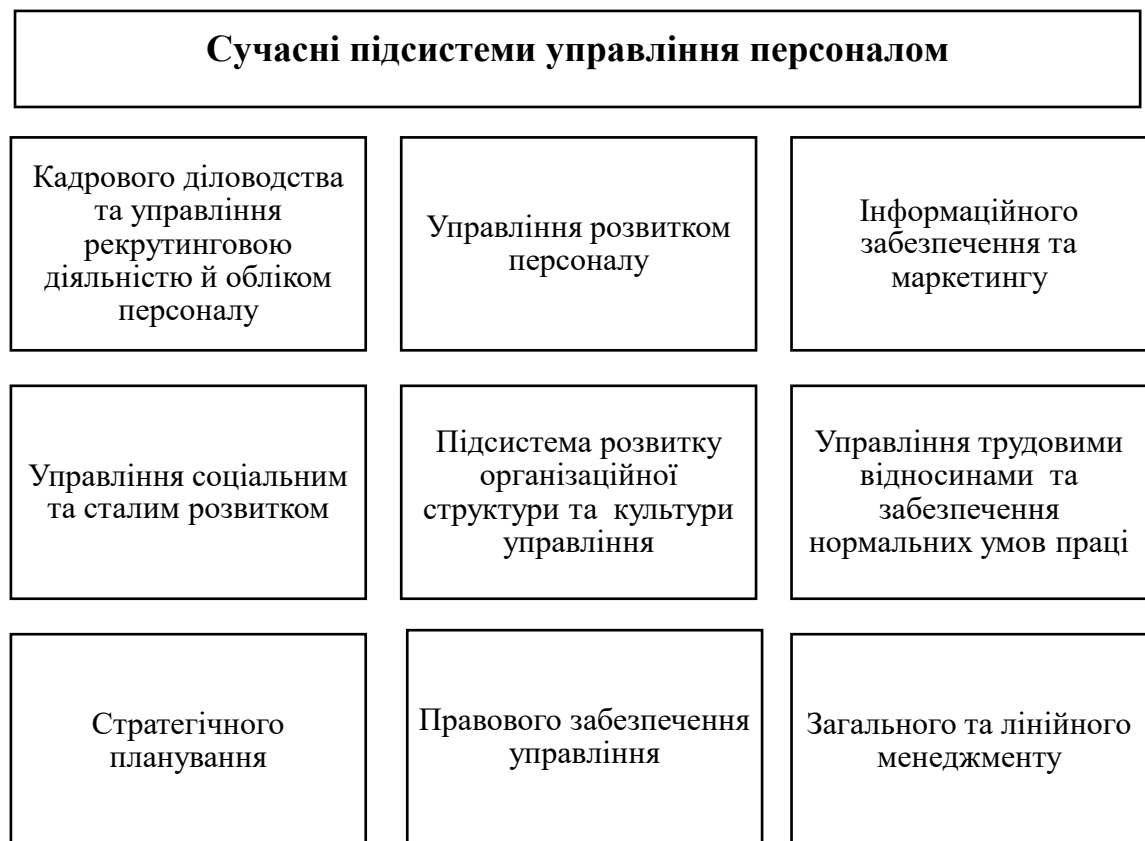 Сучасні підсистеми управління персоналом
Кадрового діловодства
та управління
рекрутинговою
діяльністю й обліком
персоналу
Управління розвитком
персоналу
Інформаційного
забезпечення та
маркетингу
Управління соціальним
та сталим розвитком
Підсистема розвитку
організаційної
структури та культури
управління
Управління трудовими
відносинами та
забезпечення
нормальних умов праці
Стратегічного
планування
Правового забезпечення
управління
Загального та лінійного
менеджменту